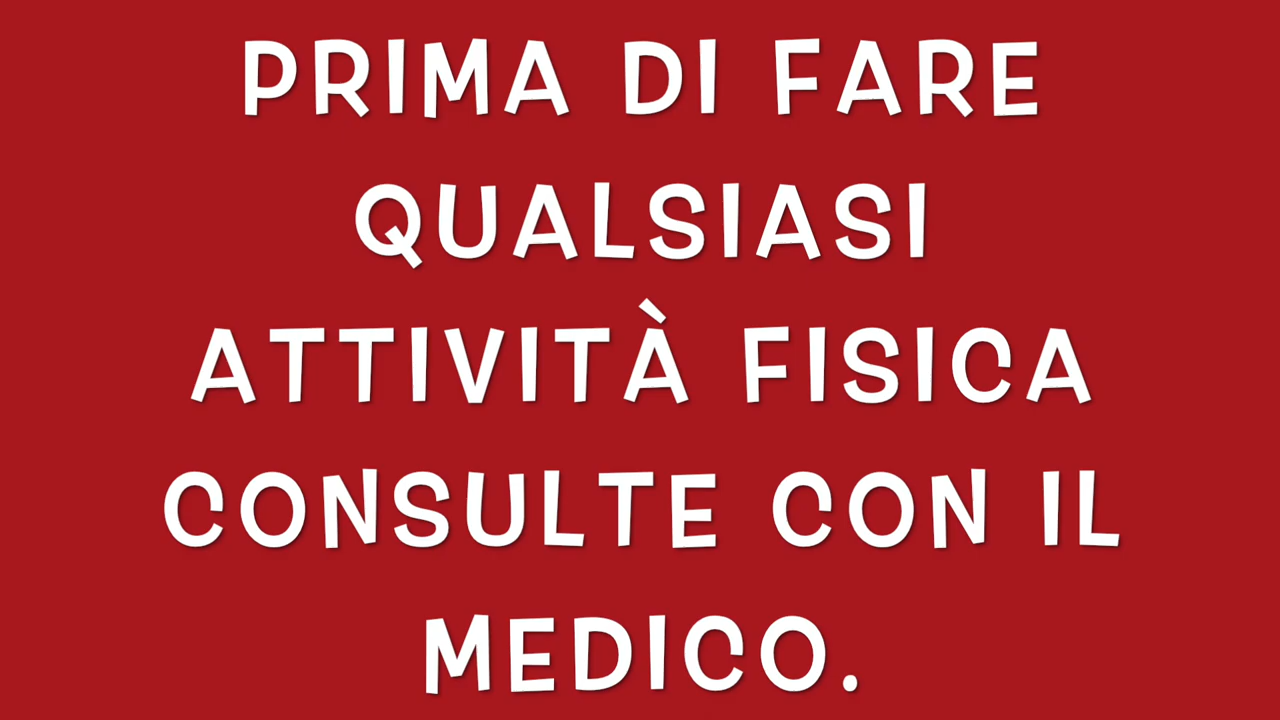 PRIMA DI FARE
QUALSIASI
ATTIVITÀ FISICA
CONSULTE CON IL
MEDICO.